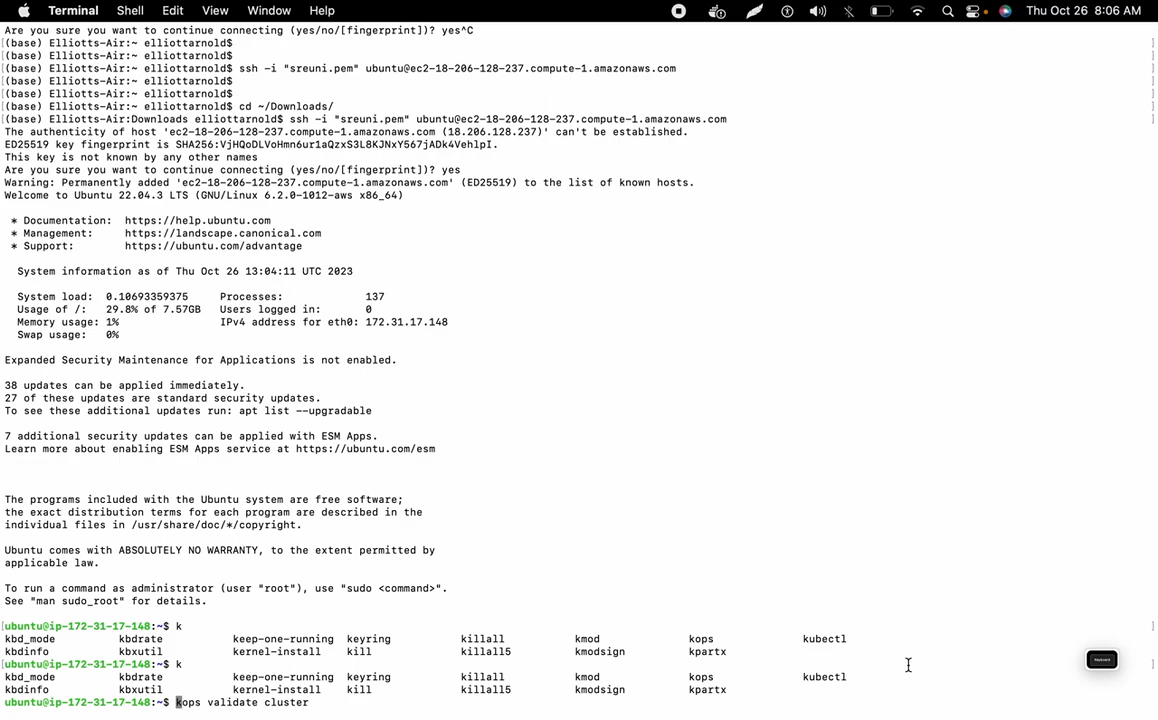 Terminal Shell Edit View Window Help Thu Oct 26 8:06 AM
Are you sure you want to continue connecting (yes/no/[fingerprint])? yes^C
(base) Elliotts-Air:~ elliottarnold$
(base) Elliotts-Air:~ elliottarnold$
(base) Elliotts-Air:~ elliottarnold$ ssh -i "sreuni.pem" ubuntu@ec2-18-206-128-237.compute-1.amazonaws.com
(base) Elliotts-Air:~ elliottarnold$
(base) Elliotts-Air:~ elliottarnold$
(base) Elliotts-Air:~ elliottarnold$ cd ~/Downloads/
(base) Elliotts-Air:Downloads elliottarnold$ ssh -i "sreuni.pem" ubuntu@ec2-18-206-128-237.compute-1.amazonaws.com
The authenticity of host 'ec2-18-206-128-237.compute-1.amazonaws.com (18.206.128.237)' can't be established.
ED25519 key fingerprint is SHA256:VjHQoDLVoHmn6ur1aQzxS3L8KJNxY567jADk4VehlpI.
This key is not known by any other names
Are you sure you want to continue connecting (yes/no/[fingerprint])? yes
Warning: Permanently added 'ec2-18-206-128-237.compute-1.amazonaws.com' (ED25519) to the list of known hosts.
Welcome to Ubuntu 22.04.3 LTS (GNU/Linux 6.2.0-1012-aws x86_64)
* Documentation: https://help.ubuntu.com
* Management: https://landscape.canonical.com
* Support: https://ubuntu.com/advantage
System information as of Thu Oct 26 13:04:11 UTC 2023
System load: 0.10693359375 Processes: 137
Usage of /: 29.8% of 7.57GB Users logged in: 0
Memory usage: 1% IPv4 address for eth0: 172.31.17.148
Swap usage: 0%
Expanded Security Maintenance for Applications is not enabled.
38 updates can be applied immediately.
27 of these updates are standard security updates.
To see these additional updates run: apt list --upgradable
7 additional security updates can be applied with ESM Apps.
Learn more about enabling ESM Apps service at https://ubuntu.com/esm
The programs included with the Ubuntu system are free software;
the exact distribution terms for each program are described in the
individual files in /usr/share/doc/*/copyright.
Ubuntu comes with ABSOLUTELY NO WARRANTY, to the extent permitted by
applicable law.
To run a command as administrator (user "root"), use "sudo <command>".
See "man sudo_root" for details.
ubuntu@ip-172-31-17-148:~$ k
kbd_mode kbdrate keep-one-running keyring killall kmod kops kubectl
kbdinfo kbxutil kernel-install kill killall5 kmodsign kpartx
ubuntu@ip-172-31-17-148:~$ k
kbd_mode kbdrate keep-one-running keyring killall kmod kops kubectl
kbdinfo kbxutil kernel-install kill killall5 kmodsign kpartx
ubuntu@ip-172-31-17-148:~$ kops validate cluster
Keyboard